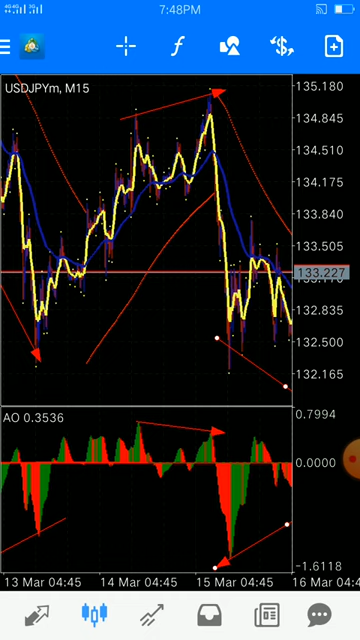 7:48PM
USDJPYm, M15
135.180
134.845
134.510
134.175
133.840
133.505
133.227
132.835
132.500
132.165
AO 0.3536
0.7994
0.0000
-1.6118
13 Mar 04:45
14 Mar 04:45
15 Mar 04:45
16 Mar 04:45